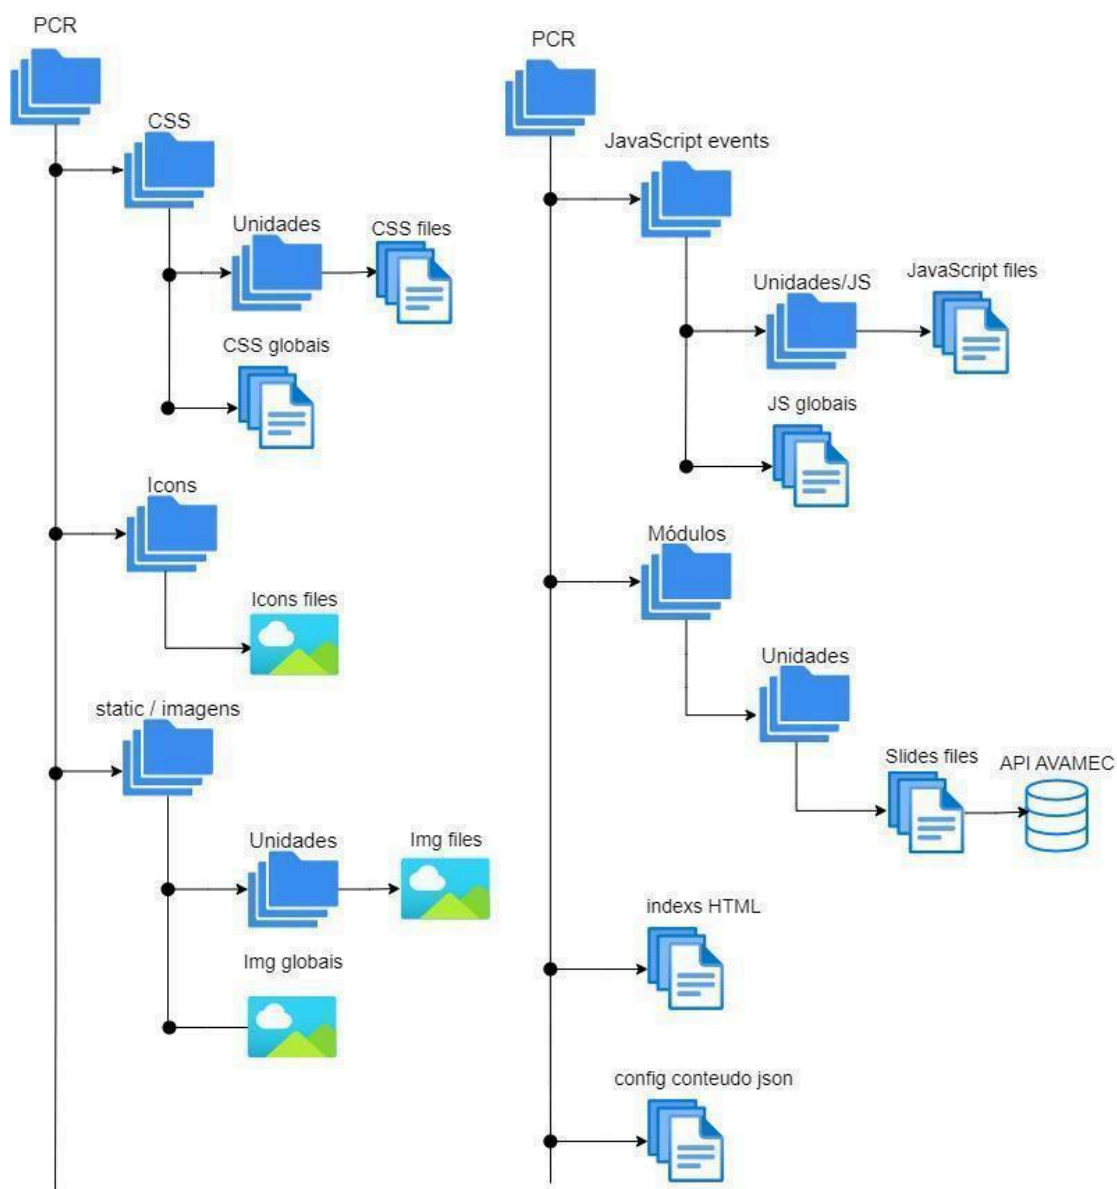 PCR
CSS
Unidades
CSS files
CSS globais
Icons
Icons files
static / imagens
Unidades
Img files
Img globais
PCR
JavaScript events
Unidades/JS
JavaScript files
JS globais
Módulos
Unidades
Slides files
API AVAMEC
indexs HTML
config conteudo json